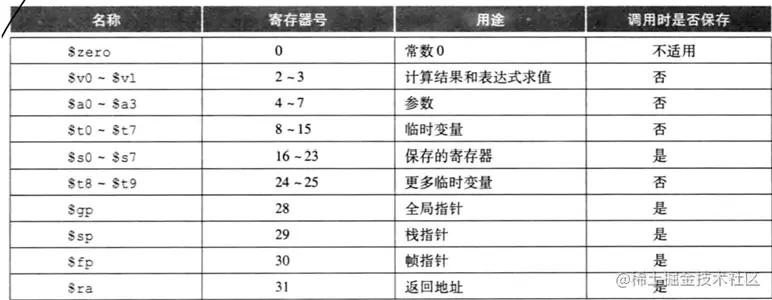 名称 寄存器号 用途 调用时是否保存
$zero 0 常数0 不适用
$v0~$v1 2~3 计算结果和表达式求值 否
$a0~$a3 4~7 参数 否
$t0~$t7 8~15 临时变量 否
$s0~$s7 16~23 保存的寄存器 是
$t8~$t9 24~25 更多临时变量 否
$gp 28 全局指针 是
$sp 29 栈指针 是
$fp 30 帧指针 是
$ra 31 返回地址 是
@稀土掘金技术社区